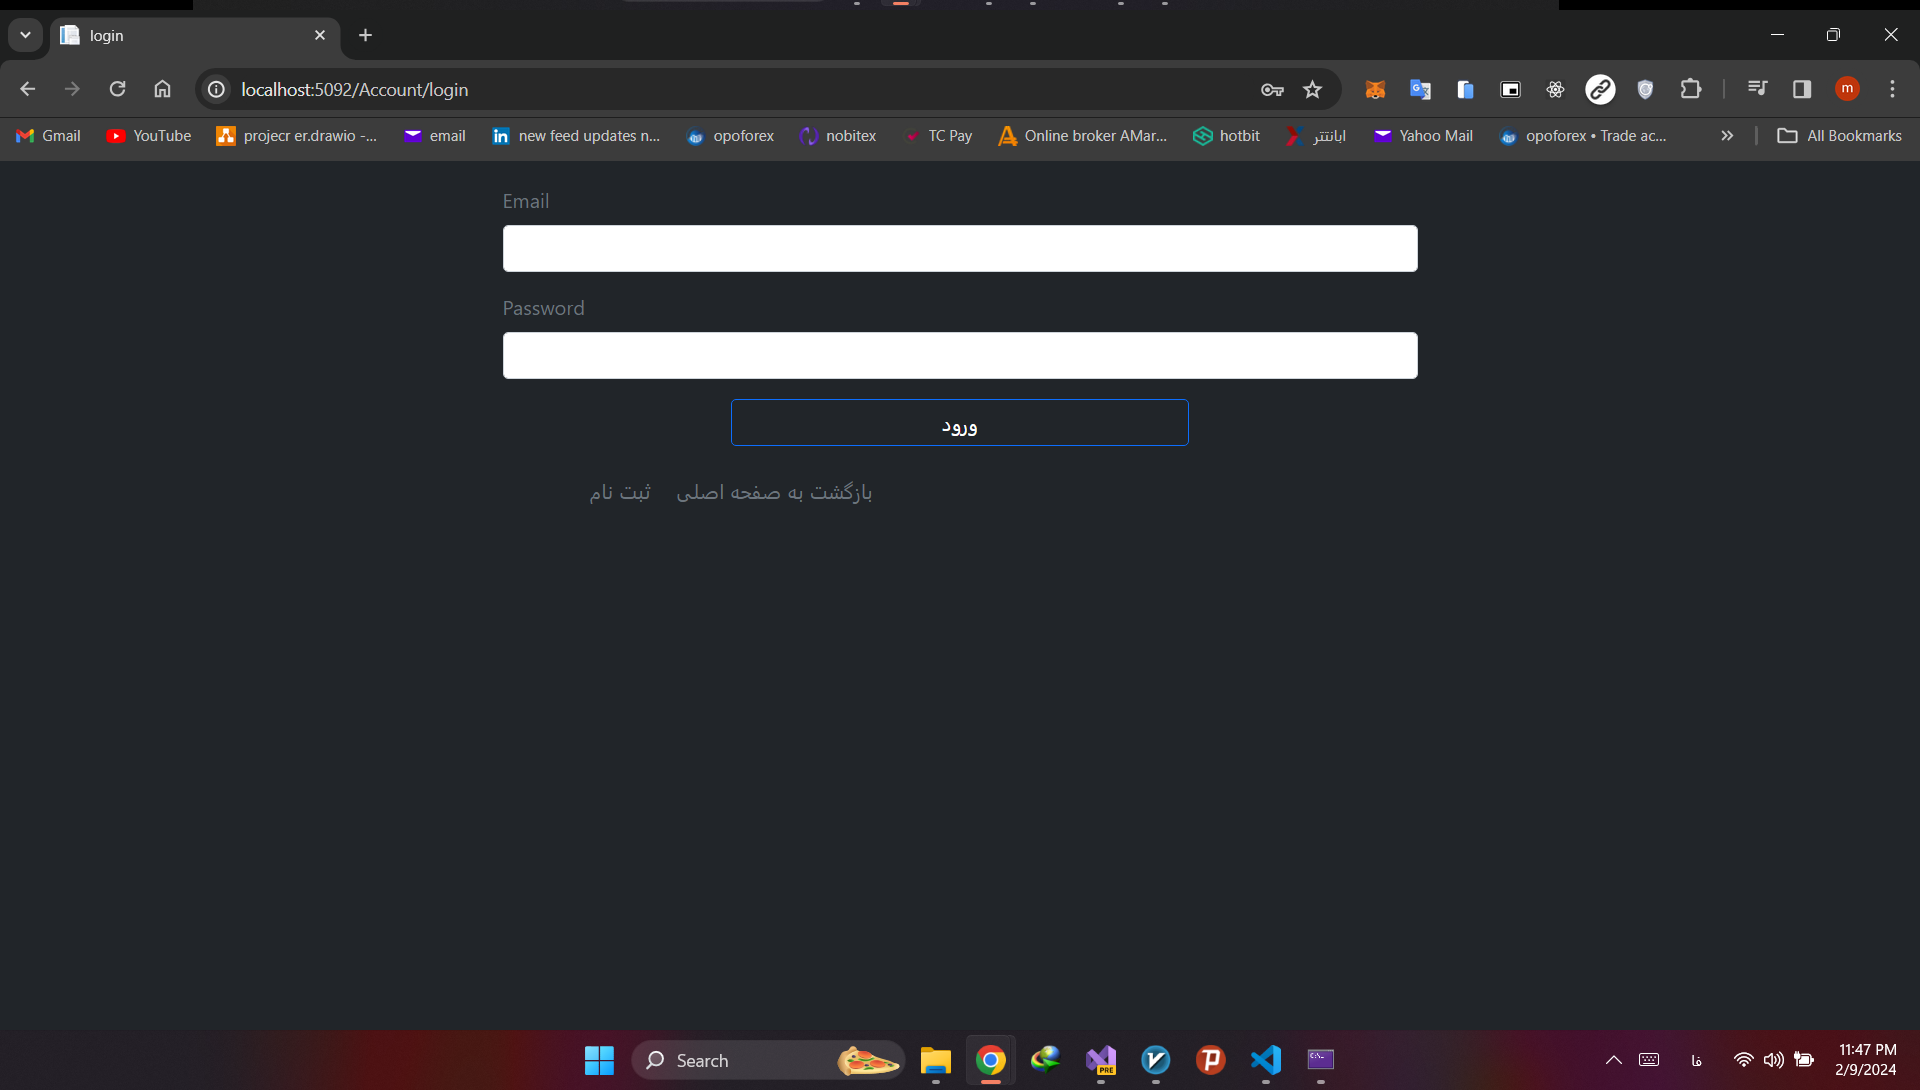 login
localhost:5092/Account/login
m
Gmail
YouTube
projecr er.drawio -...
email
new feed updates n...
opoforex
nobitex
TC Pay
Online broker AMar...
hotbit
ابانتتر
Yahoo Mail
opoforex • Trade ac...
All Bookmarks
Email
Password
ورود
بازگشت به صفحه اصلی
ثبت نام
Search
PRE
فا
11:47 PM
2/9/2024